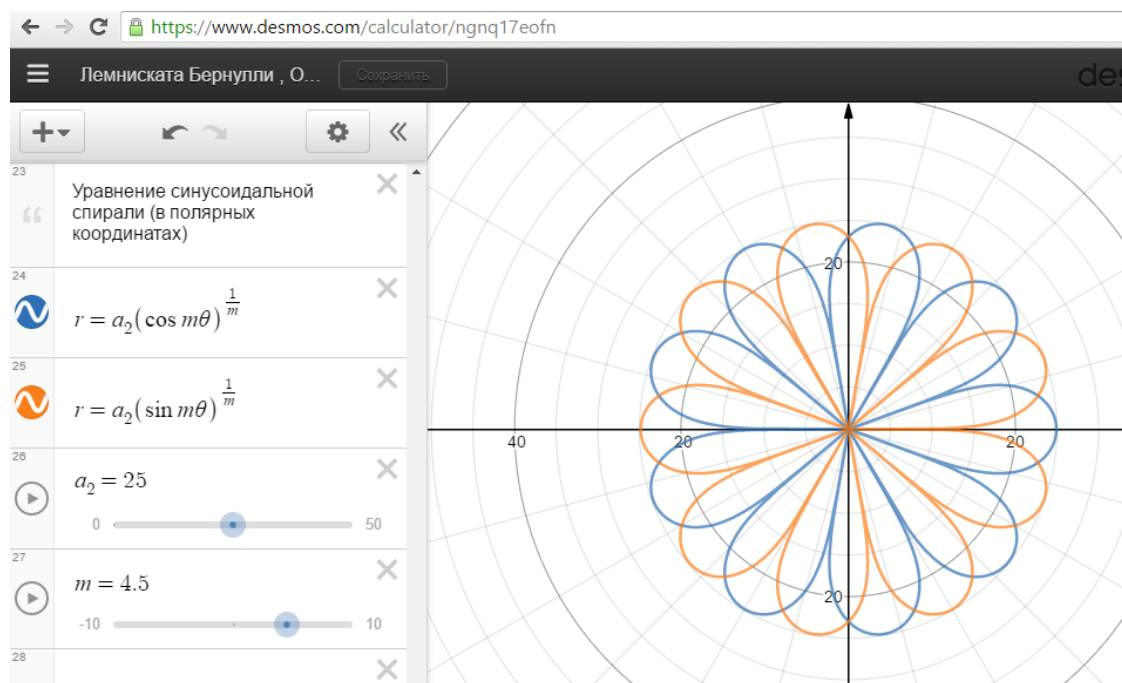 https://www.desmos.com/calculator/ngnq17eofn
Лемниската Бернулли , О... Сохранить des
23
Уравнение синусоидальной
спирали (в полярных
координатах)
24
r = a₂(cos mθ)^(1/m)
25
r = a₂(sin mθ)^(1/m)
26
a₂ = 25
0 50
27
m = 4.5
-10 10
28
20
40 20 20
20